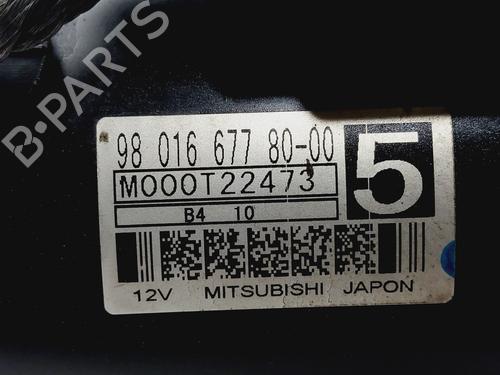 B-PARTS
98 016 677 80-00
5
M000T22473
B4 10
12V MITSUBISHI JAPON